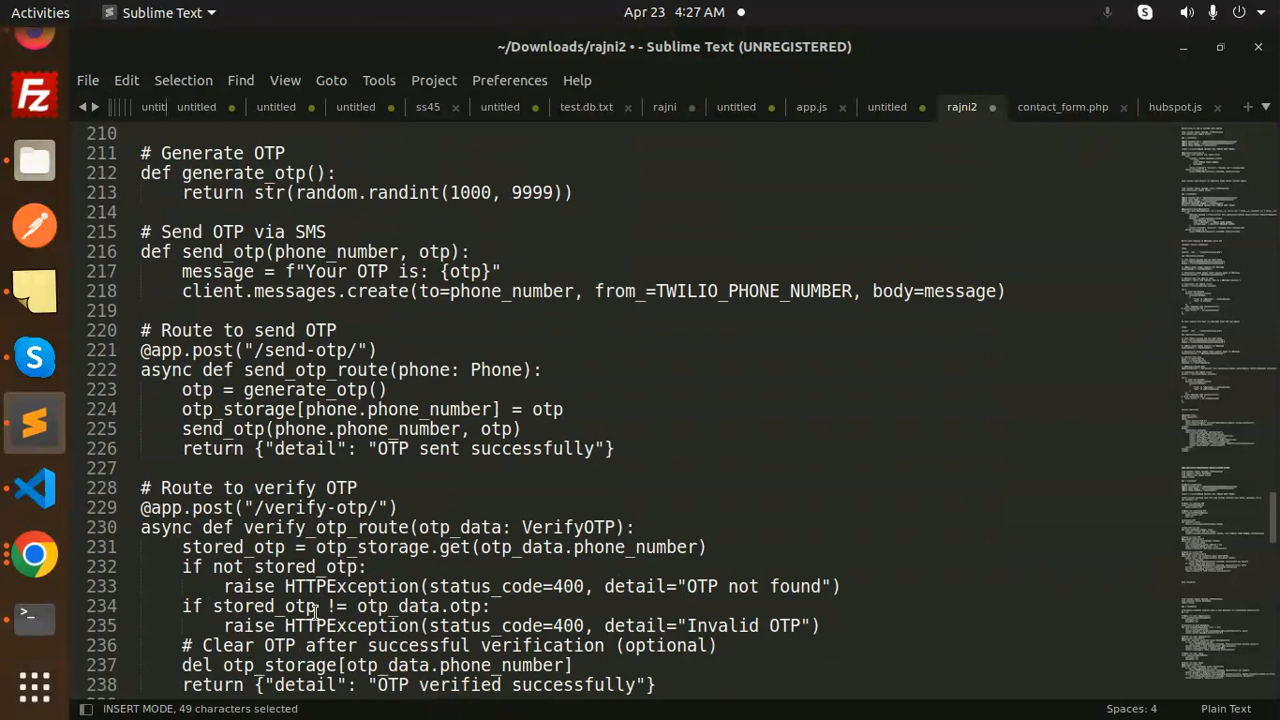 Activities
Sublime Text
Apr 23 4:27 AM
~/Downloads/rajni2 • - Sublime Text (UNREGISTERED)
File Edit Selection Find View Goto Tools Project Preferences Help
untit untitled untitled untitled ss45 untitled test.db.txt rajni untitled app.js untitled rajni2 contact_form.php hubspot.js
210
211 # Generate OTP
212 def generate_otp():
213 return str(random.randint(1000, 9999))
214
215 # Send OTP via SMS
216 def send_otp(phone_number, otp):
217 message = f"Your OTP is: {otp}"
218 client.messages.create(to=phone_number, from_=TWILIO_PHONE_NUMBER, body=message)
219
220 # Route to send OTP
221 @app.post("/send-otp/")
222 async def send_otp_route(phone: Phone):
223 otp = generate_otp()
224 otp_storage[phone.phone_number] = otp
225 send_otp(phone.phone_number, otp)
226 return {"detail": "OTP sent successfully"}
227
228 # Route to verify OTP
229 @app.post("/verify-otp/")
230 async def verify_otp_route(otp_data: VerifyOTP):
231 stored_otp = otp_storage.get(otp_data.phone_number)
232 if not stored_otp:
233 raise HTTPException(status_code=400, detail="OTP not found")
234 if stored_otp != otp_data.otp:
235 raise HTTPException(status_code=400, detail="Invalid OTP")
236 # Clear OTP after successful verification (optional)
237 del otp_storage[otp_data.phone_number]
238 return {"detail": "OTP verified successfully"}
INSERT MODE, 49 characters selected
Spaces: 4
Plain Text